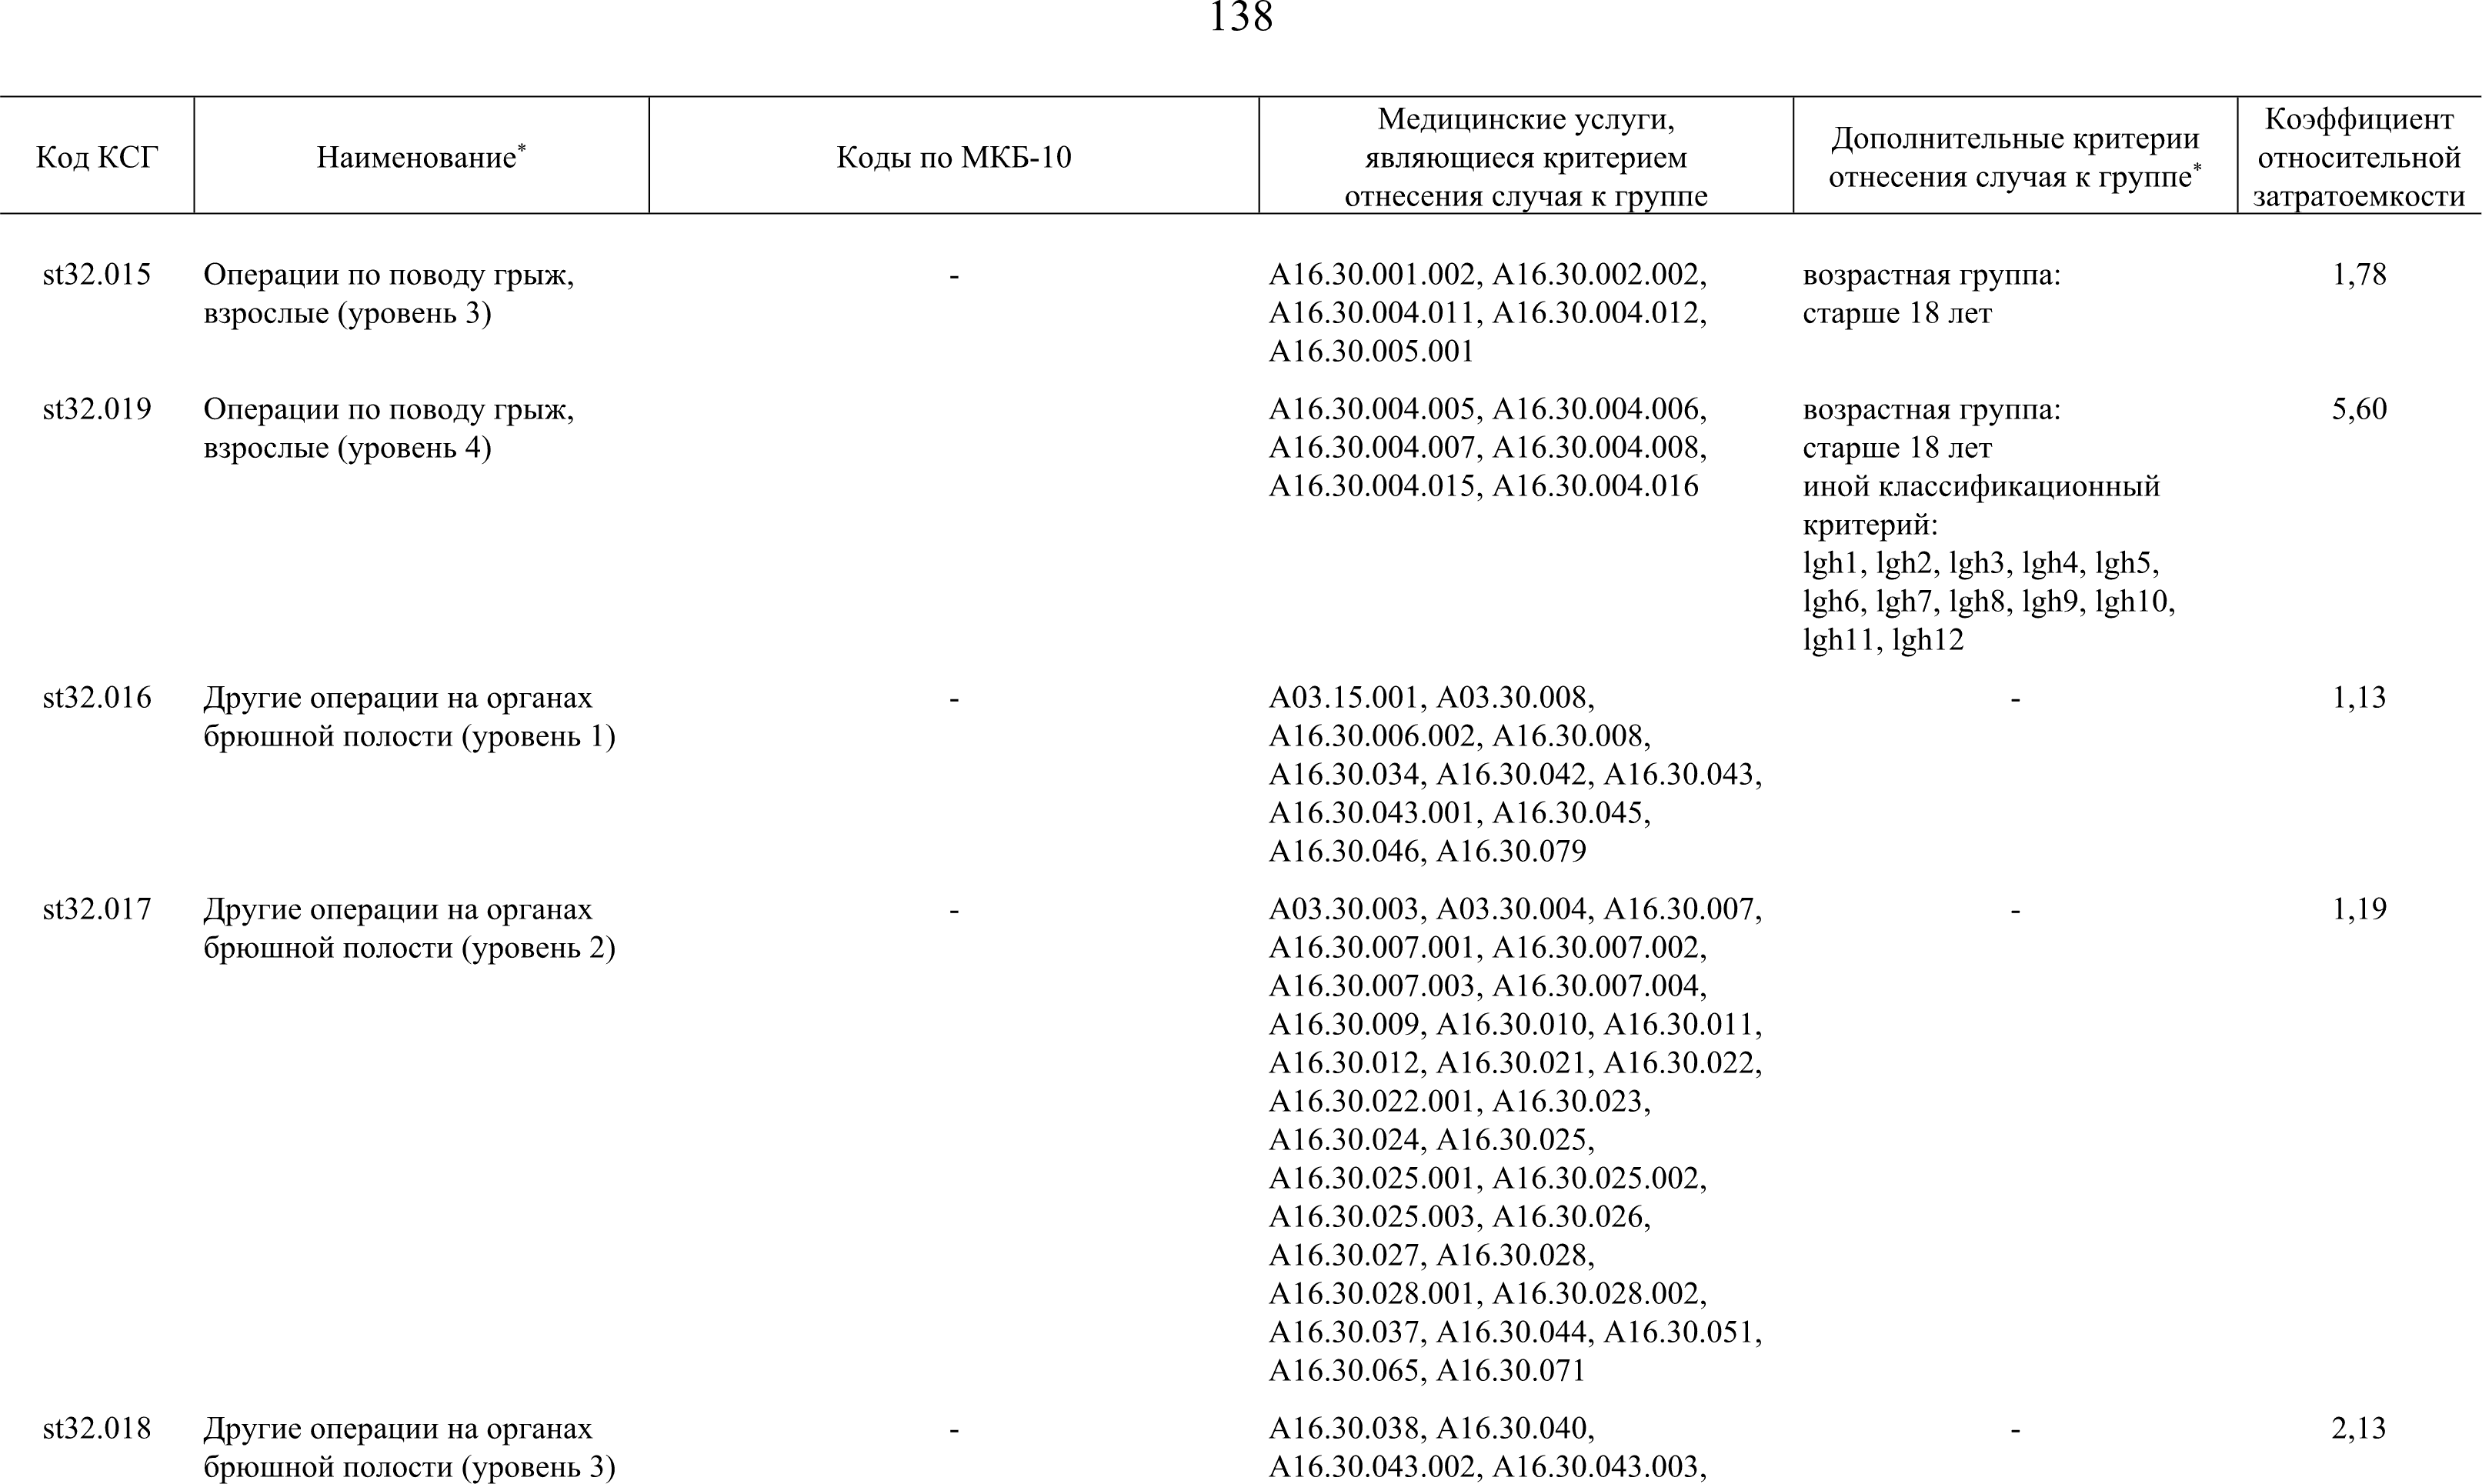 138
Код КСГ
Наименование*
Коды по МКБ-10
Медицинские услуги,
являющиеся критерием
отнесения случая к группе
Дополнительные критерии
отнесения случая к группе*
Коэффициент
относительной
затратоемкости
st32.015
Операции по поводу грыж,
взрослые (уровень 3)
-
A16.30.001.002, A16.30.002.002,
A16.30.004.011, A16.30.004.012,
A16.30.005.001
возрастная группа:
старше 18 лет
1,78
st32.019
Операции по поводу грыж,
взрослые (уровень 4)
A16.30.004.005, A16.30.004.006,
A16.30.004.007, A16.30.004.008,
A16.30.004.015, A16.30.004.016
возрастная группа:
старше 18 лет
иной классификационный
критерий:
lgh1, lgh2, lgh3, lgh4, lgh5,
lgh6, lgh7, lgh8, lgh9, lgh10,
lgh11, lgh12
5,60
st32.016
Другие операции на органах
брюшной полости (уровень 1)
-
A03.15.001, A03.30.008,
A16.30.006.002, A16.30.008,
A16.30.034, A16.30.042, A16.30.043,
A16.30.043.001, A16.30.045,
A16.30.046, A16.30.079
-
1,13
st32.017
Другие операции на органах
брюшной полости (уровень 2)
-
A03.30.003, A03.30.004, A16.30.007,
A16.30.007.001, A16.30.007.002,
A16.30.007.003, A16.30.007.004,
A16.30.009, A16.30.010, A16.30.011,
A16.30.012, A16.30.021, A16.30.022,
A16.30.022.001, A16.30.023,
A16.30.024, A16.30.025,
A16.30.025.001, A16.30.025.002,
A16.30.025.003, A16.30.026,
A16.30.027, A16.30.028,
A16.30.028.001, A16.30.028.002,
A16.30.037, A16.30.044, A16.30.051,
A16.30.065, A16.30.071
-
1,19
st32.018
Другие операции на органах
брюшной полости (уровень 3)
-
A16.30.038, A16.30.040,
A16.30.043.002, A16.30.043.003,
-
2,13